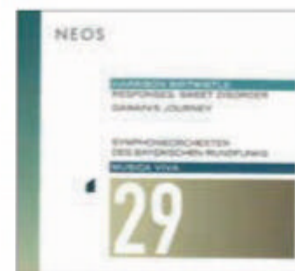 NEOS
HARRISON BIRTWISTLE
RESPONSES: SWEET DISORDER
GAWAIN'S JOURNEY
SYMPHONIEORCHESTER
DES BAYERISCHEN RUNDFUNKS
MUSICA VIVA
29